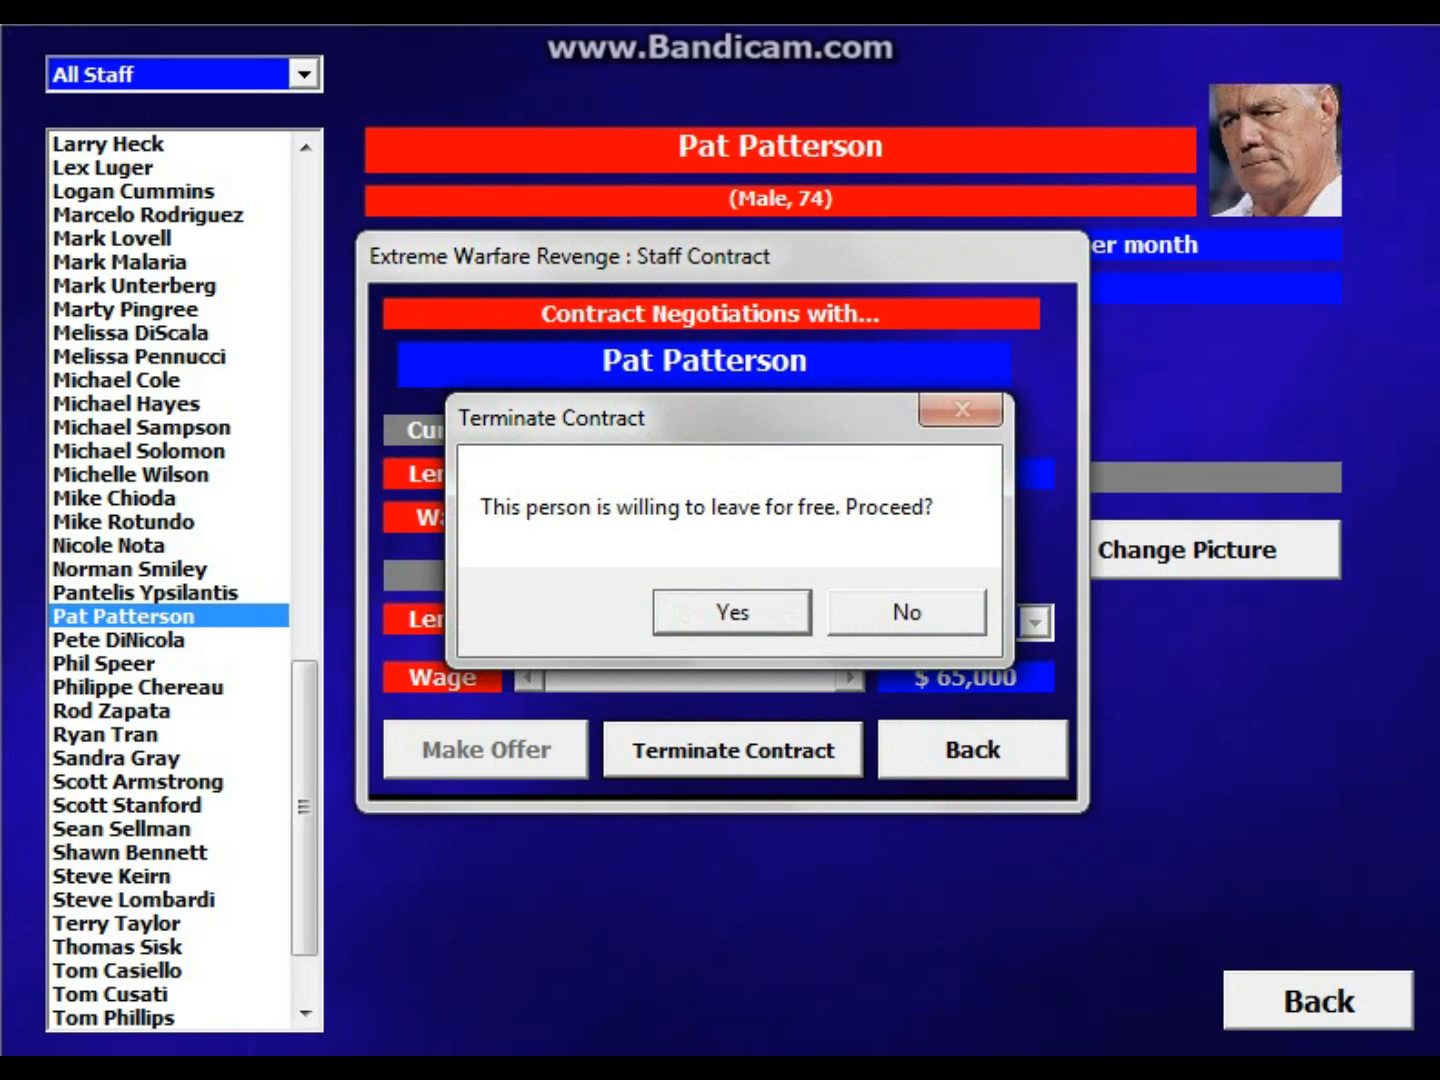 www.Bandicam.com
All Staff
Larry Heck
Lex Luger
Logan Cummins
Marcelo Rodriguez
Mark Lovell
Mark Malaria
Mark Unterberg
Marty Pingree
Melissa DiScala
Melissa Pennucci
Michael Cole
Michael Hayes
Michael Sampson
Michael Solomon
Michelle Wilson
Mike Chioda
Mike Rotundo
Nicole Nota
Norman Smiley
Pantelis Ypsilantis
Pat Patterson
Pete DiNicola
Phil Speer
Philippe Chereau
Rod Zapata
Ryan Tran
Sandra Gray
Scott Armstrong
Scott Stanford
Sean Sellman
Shawn Bennett
Steve Keirn
Steve Lombardi
Terry Taylor
Thomas Sisk
Tom Casiello
Tom Cusati
Tom Phillips
Pat Patterson
(Male, 74)
er month
Extreme Warfare Revenge : Staff Contract
Contract Negotiations with...
Pat Patterson
Terminate Contract
This person is willing to leave for free. Proceed?
Yes
No
Wage
$ 65,000
Make Offer
Terminate Contract
Back
Change Picture
Back